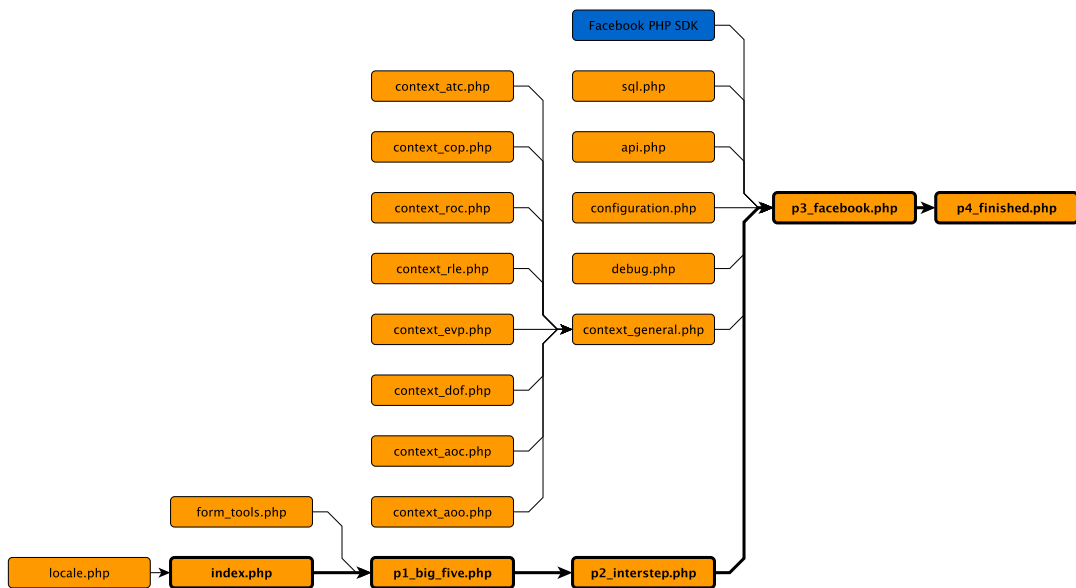 Facebook PHP SDK
context_atc.php
sql.php
context_cop.php
api.php
context_roc.php
configuration.php
p3_facebook.php
p4_finished.php
context_rle.php
debug.php
context_evp.php
context_general.php
context_dof.php
context_aoc.php
form_tools.php
context_aoo.php
locale.php
index.php
p1_big_five.php
p2_interstep.php